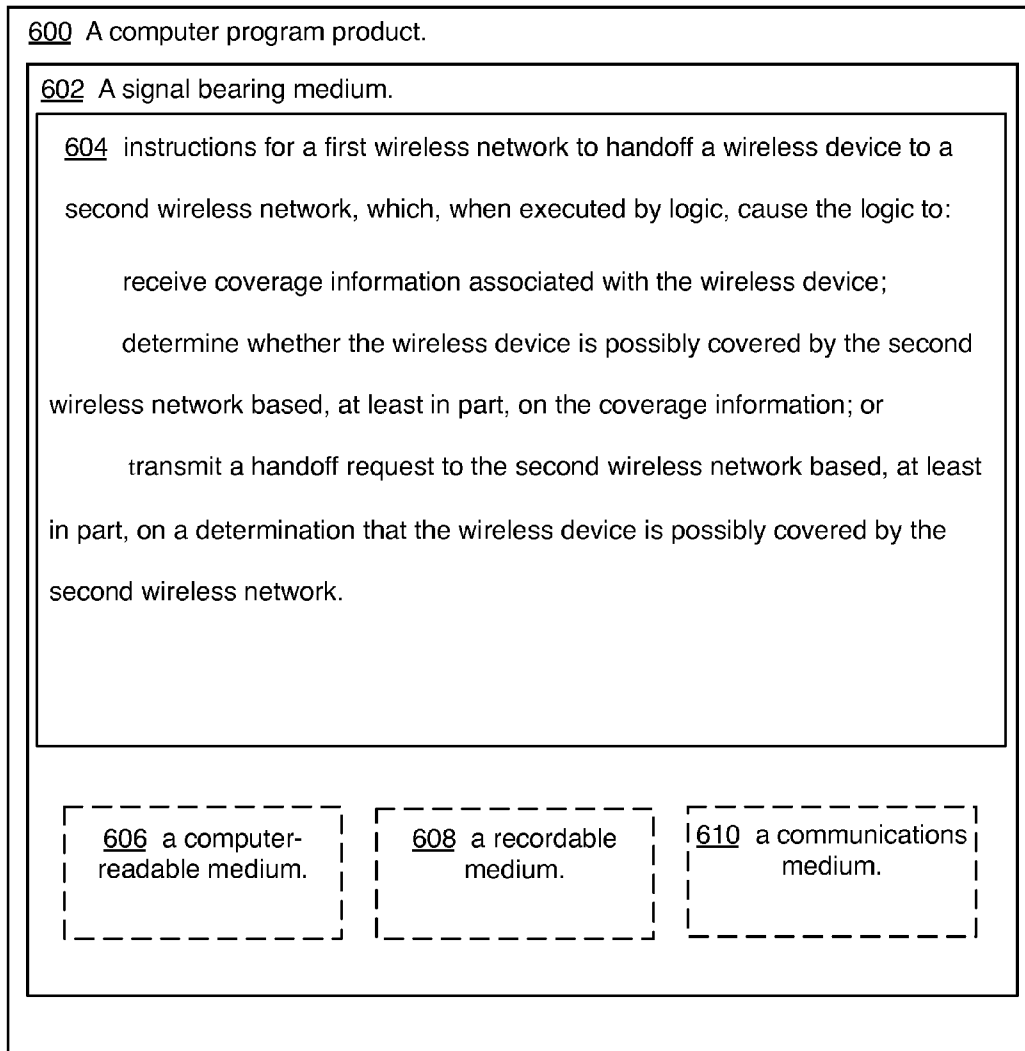 600 A computer program product.
602 A signal bearing medium.
604 instructions for a first wireless network to handoff a wireless device to a
second wireless network, which, when executed by logic, cause the logic to:
receive coverage information associated with the wireless device;
determine whether the wireless device is possibly covered by the second
wireless network based, at least in part, on the coverage information; or
transmit a handoff request to the second wireless network based, at least
in part, on a determination that the wireless device is possibly covered by the
second wireless network.
606 a computer-
readable medium.
608 a recordable
medium.
610 a communications
medium.